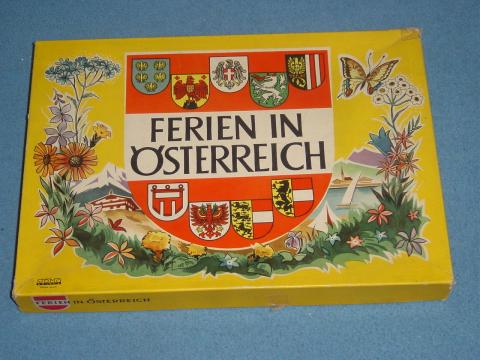 FERIEN IN
ÖSTERREICH
FERIEN IN ÖSTERREICH